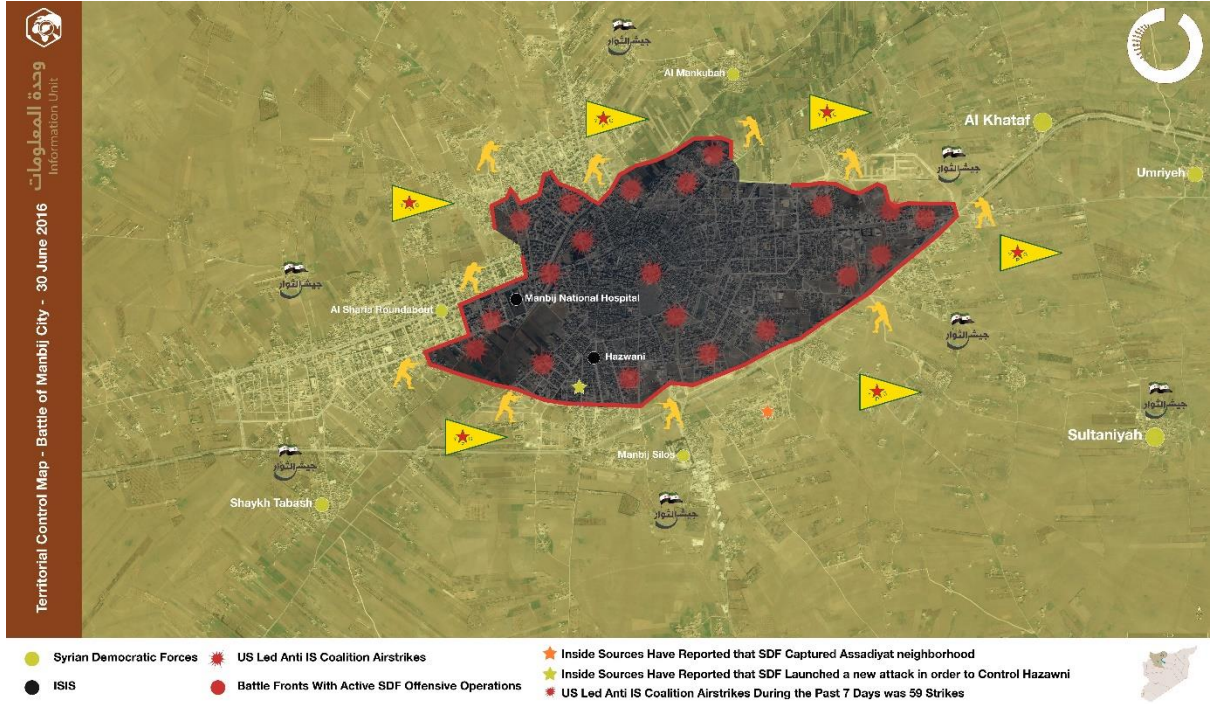 وحدة المعلومات
Information Unit
Territorial Control Map - Battle of Manbij City - 30 June 2016
جيش الثوار
Al Mankubah
Al Khataf
جيش الثوار
Umriyeh
جيش الثوار
Manbij National Hospital
Al Sharia Roundabout
جيش الثوار
Hazwani
جيش الثوار
Sultaniyah
Manbij Silos
جيش الثوار
Shaykh Tabash
جيش الثوار
Syrian Democratic Forces
US Led Anti IS Coalition Airstrikes
Inside Sources Have Reported that SDF Captured Assadiyat neighborhood
ISIS
Battle Fronts With Active SDF Offensive Operations
Inside Sources Have Reported that SDF Launched a new attack in order to Control Hazawni
US Led Anti IS Coalition Airstrikes During the Past 7 Days was 59 Strikes